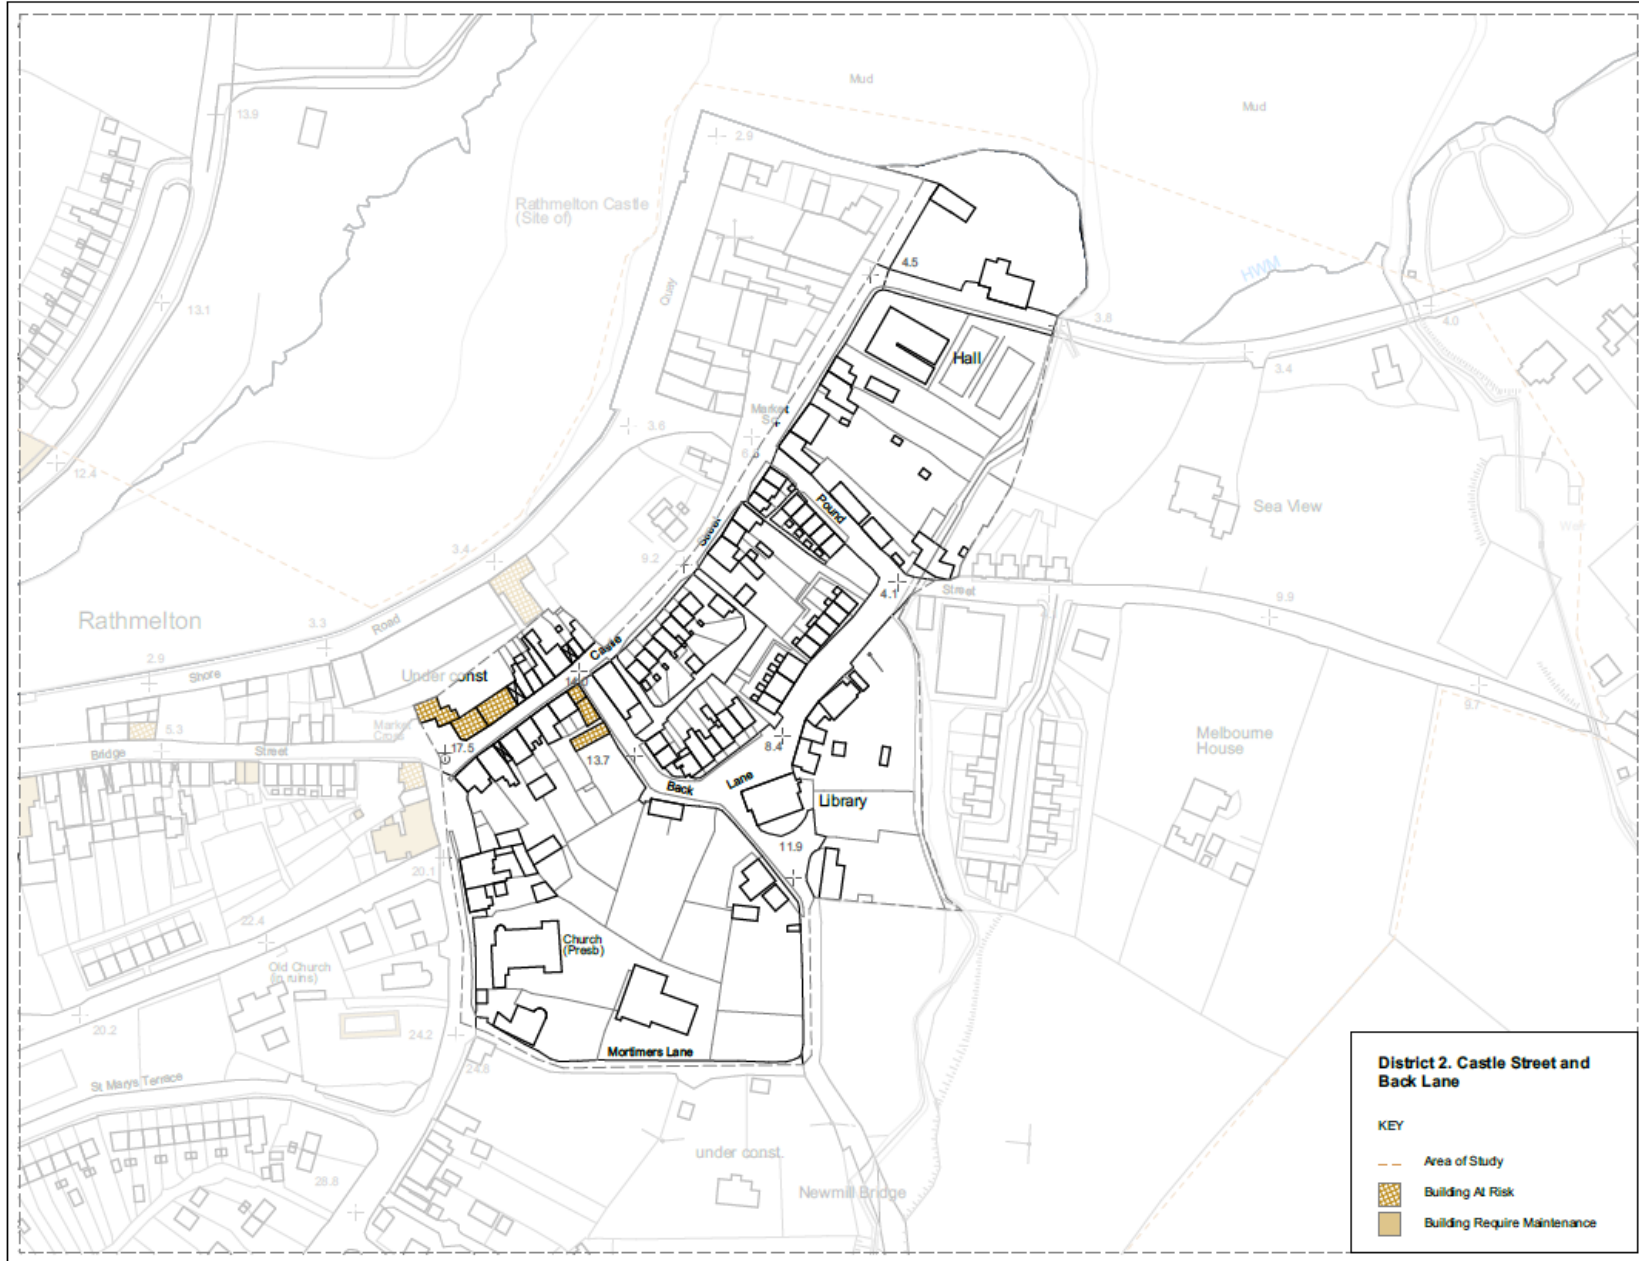 Mud
Mud
13.9
2.9
Rathmelton Castle
(Site of)
4.5
HWM
Quay
13.1
3.8
4.0
Hall
3.4
Market
Sq
3.6
12.4
Pound
Sea View
Street
3.4
9.2
4.1
Street
9.9
Rathmelton
3.3
Road
Castle
2.9
Shore
Under const
14.0
9.7
5.3
Market
Cross
Bridge
Street
17.5
13.7
8.4
Melbourne
House
Back
Lane
Library
11.9
20.1
22.4
Church
(Presb)
Old Church
(in ruins)
20.2
24.2
Mortimers Lane
24.6
St Marys Terrace
under const.
28.8
Newmill Bridge
District 2. Castle Street and
Back Lane
KEY
Area of Study
Building At Risk
Building Require Maintenance